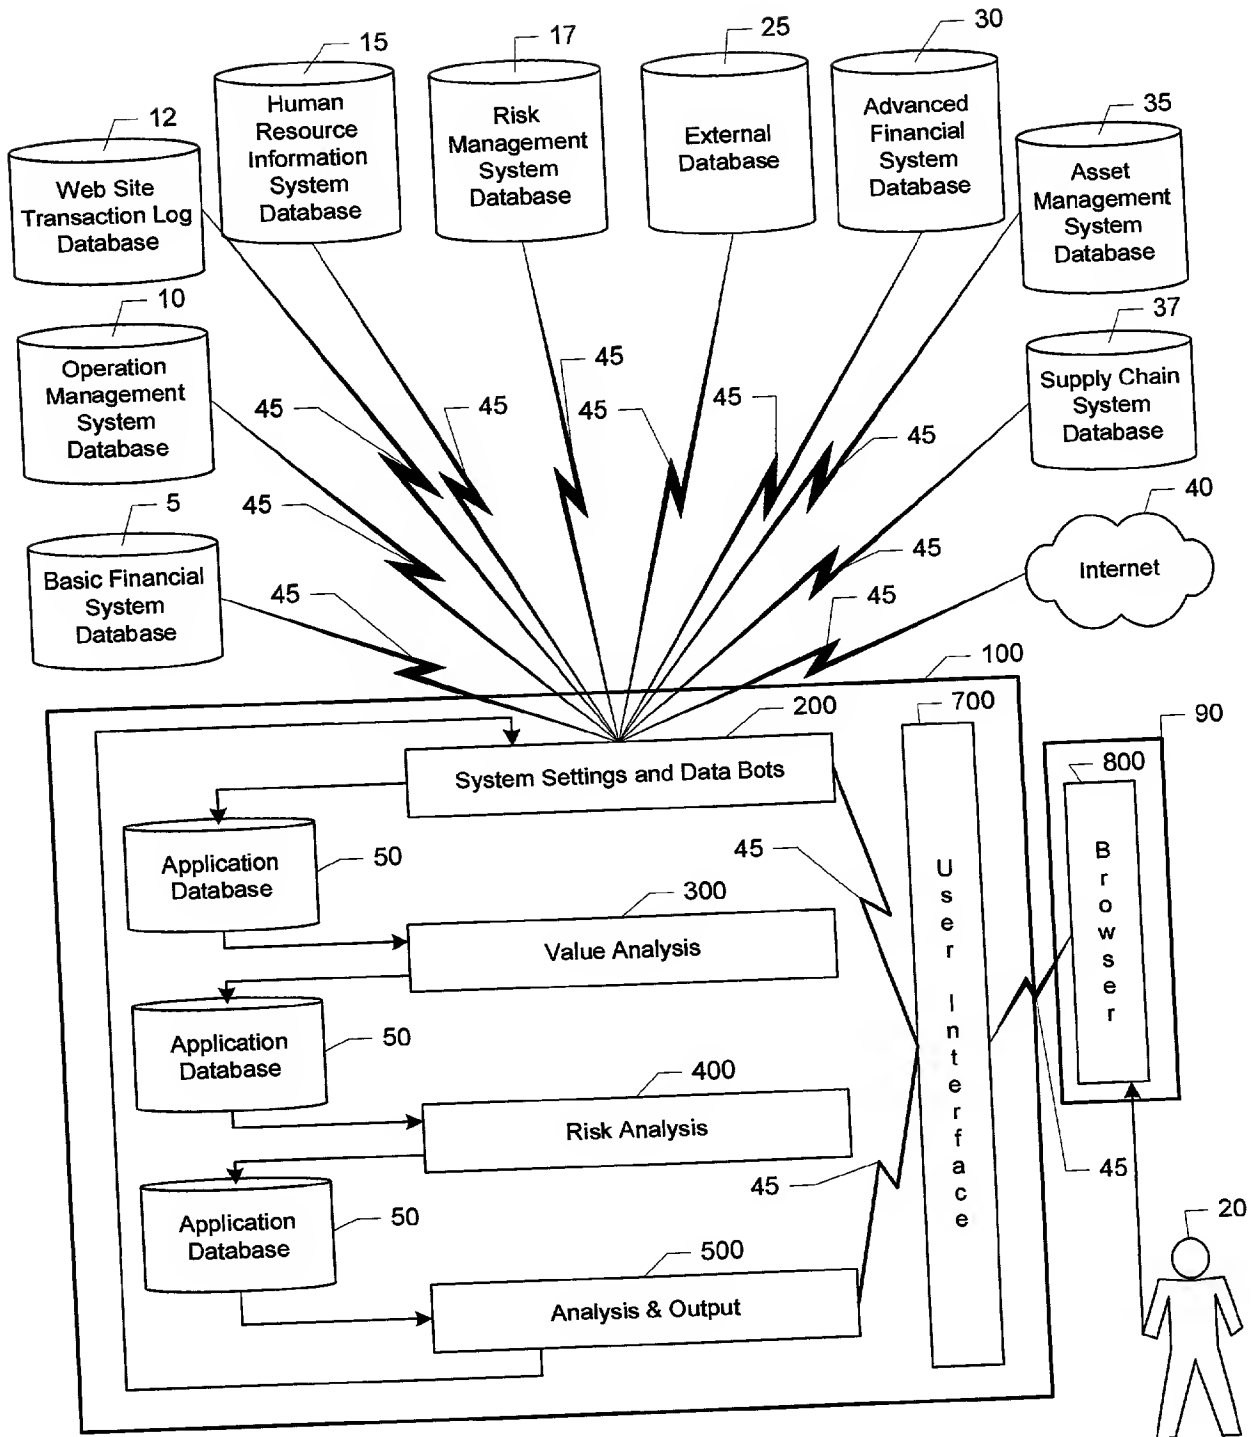 15
17
25
30
12
35
Human
Resource
Information
System
Database
Risk
Management
System
Database
External
Database
Advanced
Financial
System
Database
Web Site
Transaction Log
Database
Asset
Management
System
Database
10
37
Operation
Management
System
Database
Supply Chain
System
Database
45
45
45
45
45
45
5
45
45
40
Basic Financial
System
Database
45
45
Internet
100
200
700
90
800
System Settings and Data Bots
Application
Database
50
45
300
Value Analysis
User Interface
Browser
Application
Database
50
400
Risk Analysis
45
45
Application
Database
50
500
Analysis & Output
20